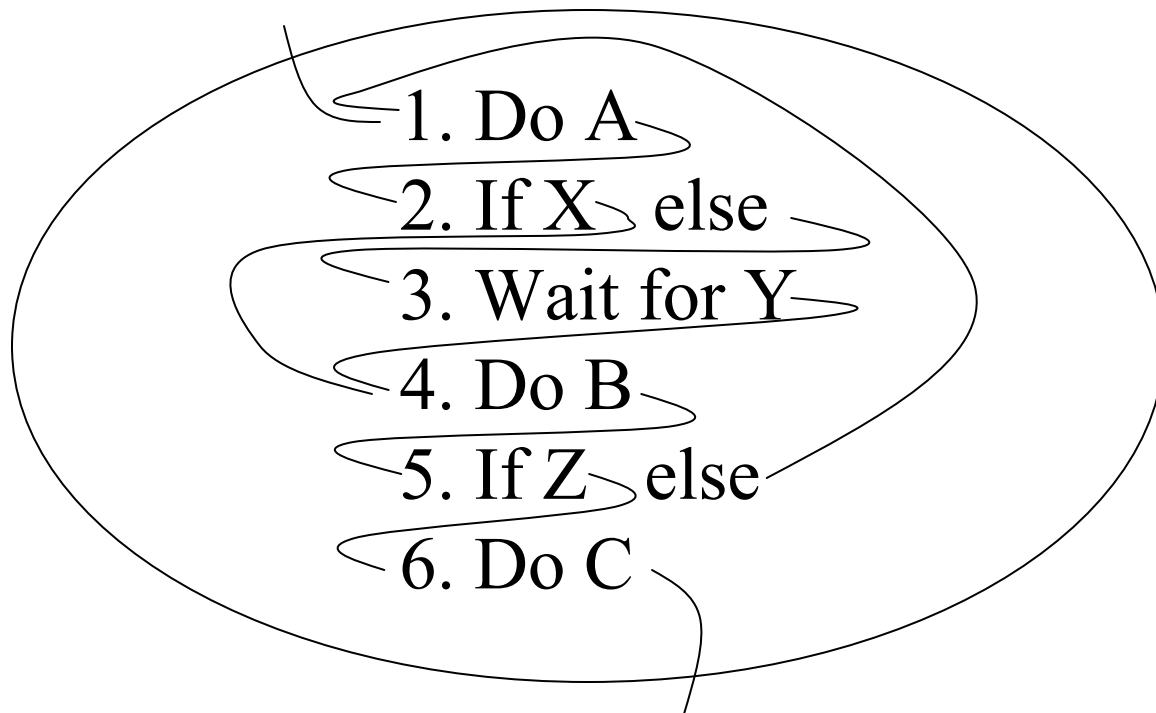 1. Do A
2. If X else
3. Wait for Y
4. Do B
5. If Z else
6. Do C